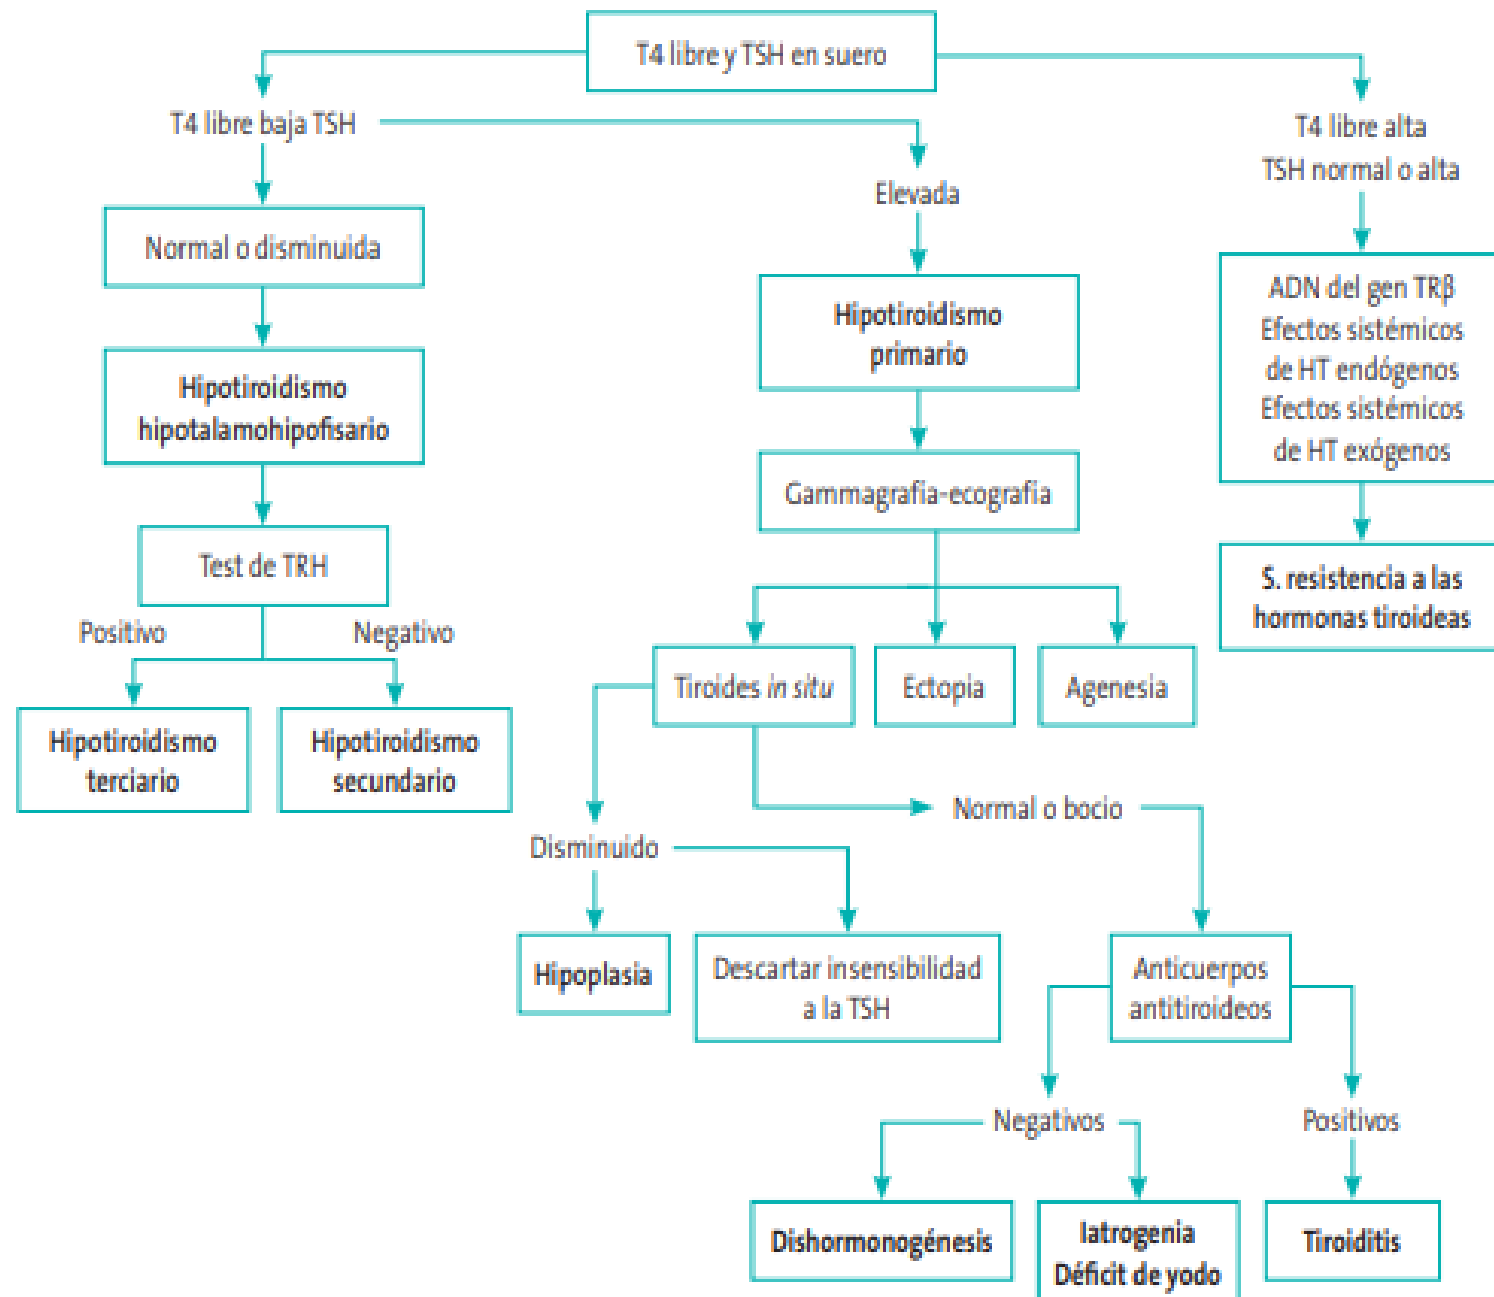 T4 libre y TSH en suero
T4 libre baja TSH
T4 libre alta
TSH normal o alta
Elevada
Normal o disminuida
Hipotiroidismo
primario
ADN del gen TRβ
Efectos sistémicos
de HT endógenos
Efectos sistémicos
de HT exógenos
Hipotiroidismo
hipotalamohipofisario
Gammagrafia-ecografia
Test de TRH
S. resistencia a las
hormonas tiroideas
Positivo
Negativo
Tiroides in situ
Ectopia
Agenesia
Hipotiroidismo
terciario
Hipotiroidismo
secundario
Normal o bocio
Disminuido
Hipoplasia
Descartar insensibilidad
a la TSH
Anticuerpos
antitiroideos
Negativos
Positivos
Dishormonogénesis
Iatrogenia
Déficit de yodo
Tiroiditis